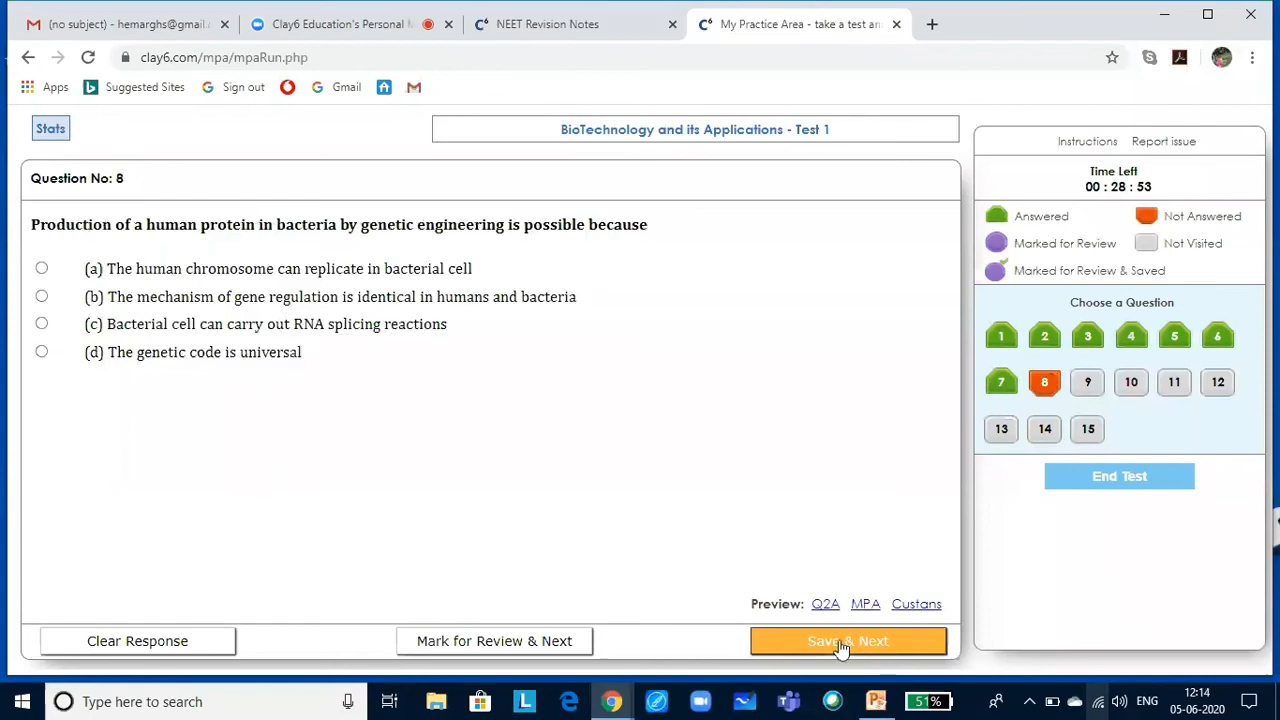 (no subject) - hemarghs@gmail.
Clay6 Education's Personal M
NEET Revision Notes
My Practice Area - take a test an
clay6.com/mpa/mpaRun.php
Apps
Suggested Sites
Sign out
Gmail
Stats
BioTechnology and its Applications - Test 1
Instructions Report issue
Question No: 8
Time Left
00 : 28 : 53
Answered
Not Answered
Marked for Review
Not Visited
Marked for Review & Saved
Production of a human protein in bacteria by genetic engineering is possible because
(a) The human chromosome can replicate in bacterial cell
(b) The mechanism of gene regulation is identical in humans and bacteria
(c) Bacterial cell can carry out RNA splicing reactions
(d) The genetic code is universal
Choose a Question
1 2 3 4 5 6
7 8 9 10 11 12
13 14 15
End Test
Preview: Q2A MPA Custans
Clear Response
Mark for Review & Next
Save & Next
Type here to search
51%
ENG
12:14
05-06-2020